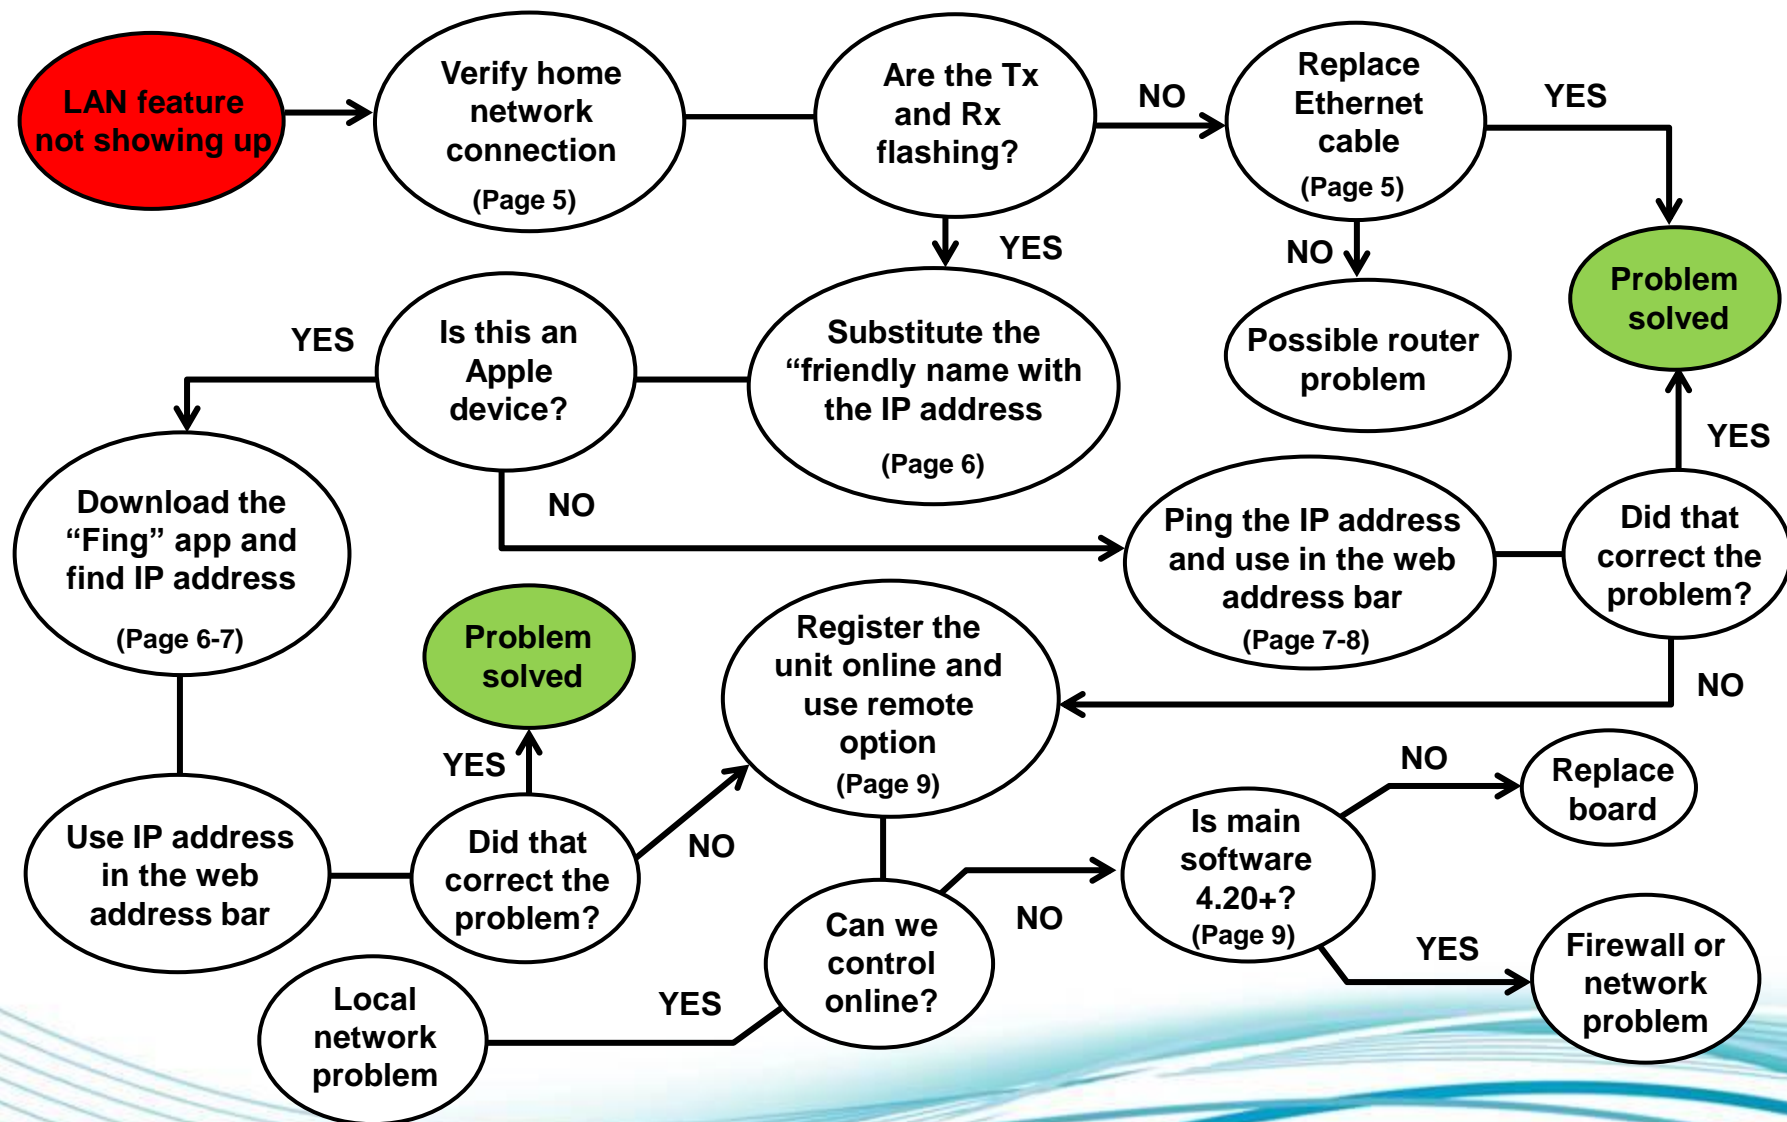 LAN feature
not showing up
Verify home
network
connection
(Page 5)
Are the Tx
and Rx
flashing?
NO
Replace
Ethernet
cable
(Page 5)
YES
YES
NO
Problem
solved
Possible router
problem
Substitute the
“friendly name with
the IP address
(Page 6)
Is this an
Apple
device?
YES
NO
Download the
“Fing” app and
find IP address
(Page 6-7)
Ping the IP address
and use in the web
address bar
(Page 7-8)
Did that
correct the
problem?
YES
NO
Problem
solved
YES
Register the
unit online and
use remote
option
(Page 9)
Use IP address
in the web
address bar
Did that
correct the
problem?
NO
Can we
control
online?
NO
YES
Local
network
problem
Is main
software
4.20+?
(Page 9)
NO
Replace
board
YES
Firewall or
network
problem